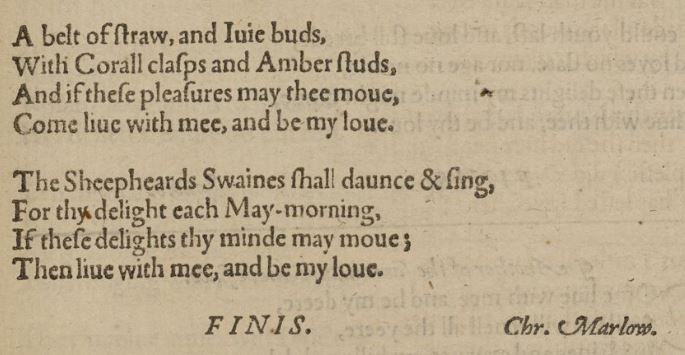 A belt of ſtraw, and Iuie buds,
With Corall claſps and Amber ſtuds,
And if theſe pleaſures may thee moue,
Come liue with mee, and be my loue.
The Sheepheards Swaines ſhall daunce & ſing,
For thy delight each May-morning,
If theſe delights thy minde may moue;
Then liue with mee, and be my loue.
FINIS. Chr. Marlow.